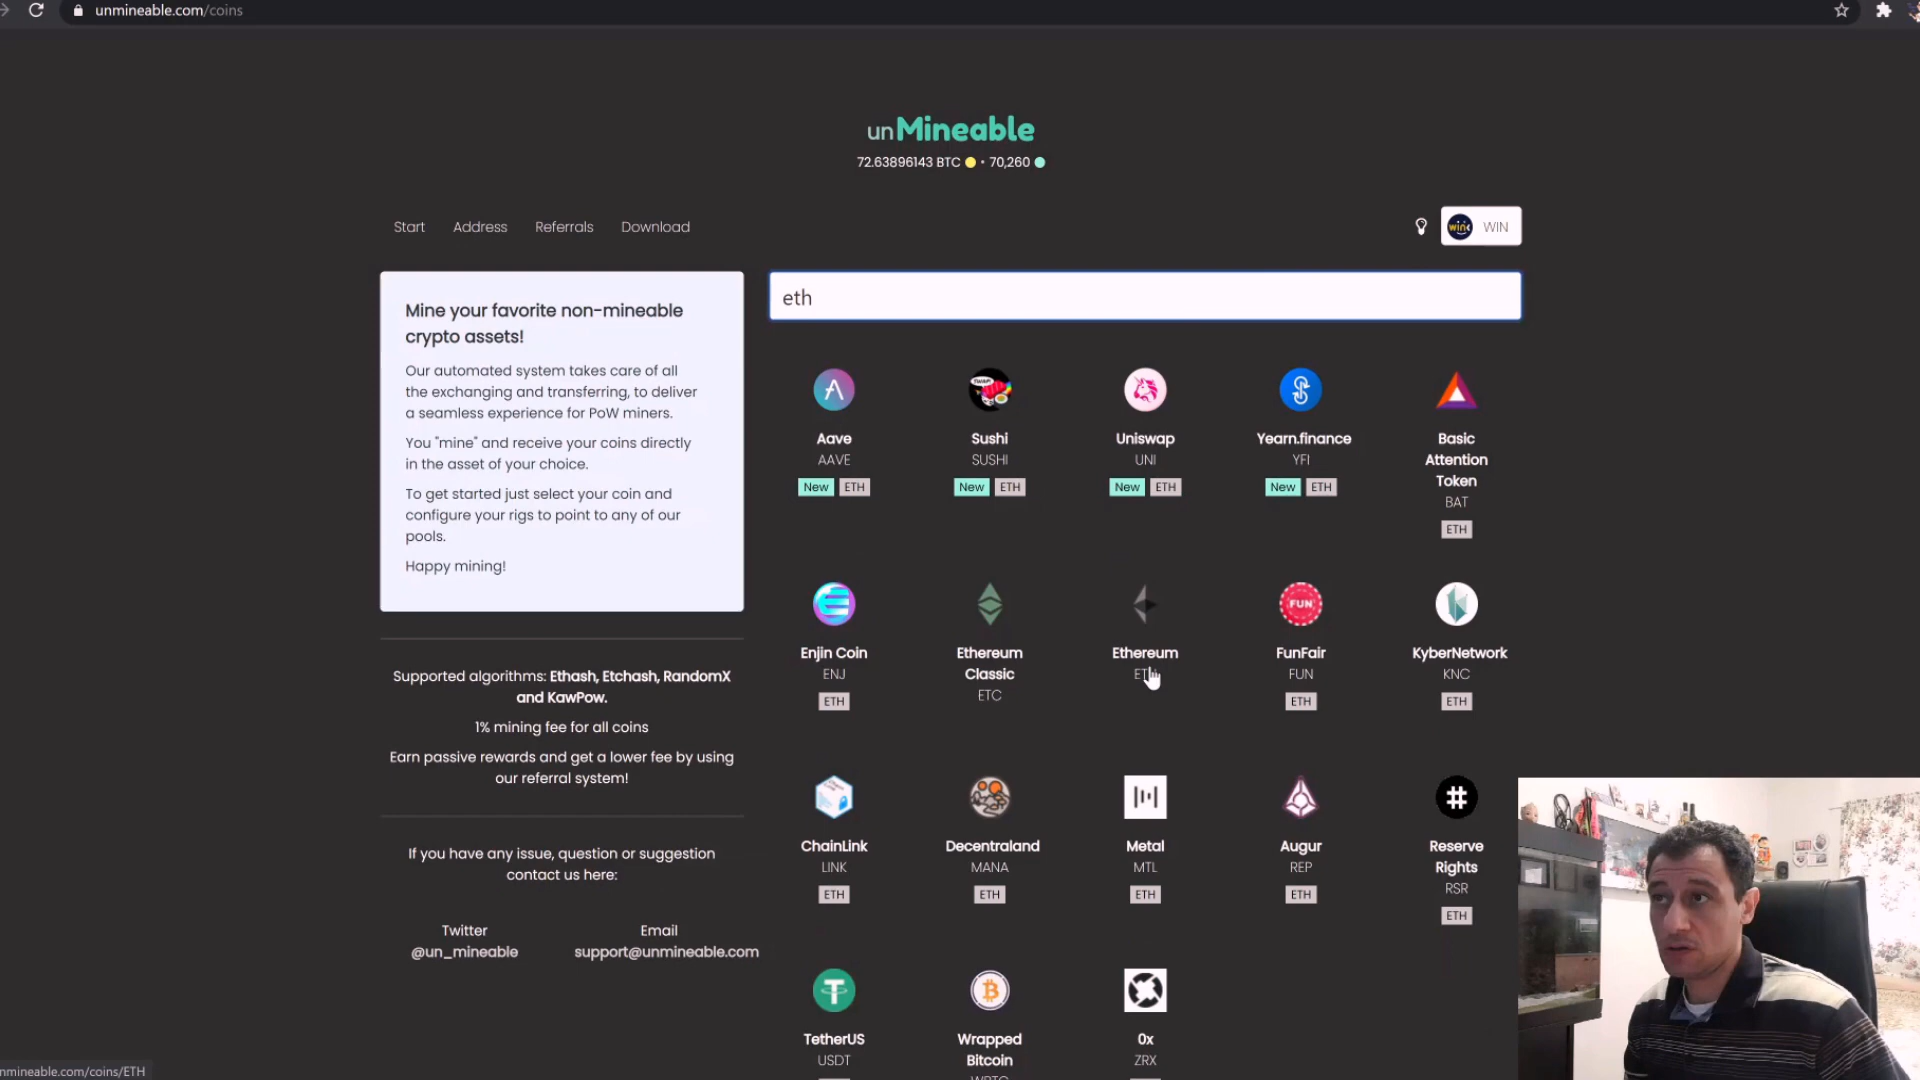 unmineable.com/coins
unMineable
72.63896143 BTC • 70,260
Start Address Referrals Download
win WIN
Mine your favorite non-mineable
crypto assets!
Our automated system takes care of all
the exchanging and transferring, to deliver
a seamless experience for PoW miners.
You "mine" and receive your coins directly
in the asset of your choice.
To get started just select your coin and
configure your rigs to point to any of our
pools.
Happy mining!
Supported algorithms: Ethash, Etchash, RandomX
and KawPow.
1% mining fee for all coins
Earn passive rewards and get a lower fee by using
our referral system!
If you have any issue, question or suggestion
contact us here:
Twitter
@un_mineable
Email
support@unmineable.com
eth
Aave
AAVE
New ETH
Sushi
SUSHI
New ETH
Uniswap
UNI
New ETH
Yearn.finance
YFI
New ETH
Basic
Attention
Token
BAT
ETH
Enjin Coin
ENJ
ETH
Ethereum
Classic
ETC
Ethereum
ETH
FUN
FunFair
FUN
ETH
KyberNetwork
KNC
ETH
ChainLink
LINK
ETH
Decentraland
MANA
ETH
Metal
MTL
ETH
Augur
REP
ETH
Reserve
Rights
RSR
ETH
TetherUS
USDT
Wrapped
Bitcoin
WBTC
0x
ZRX
nmineable.com/coins/ETH